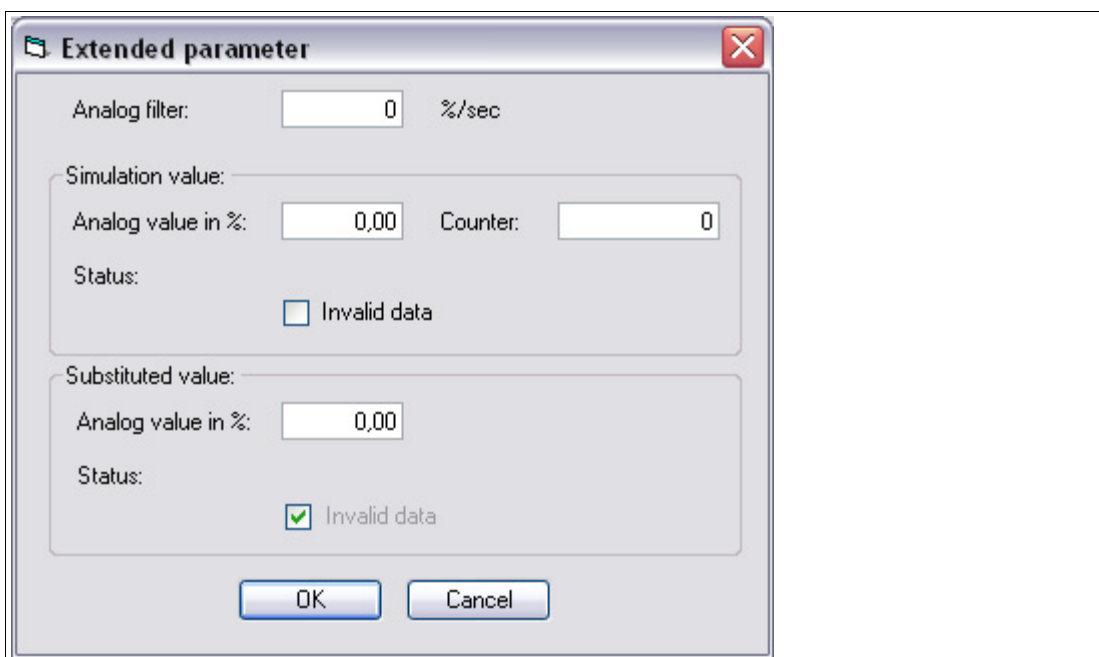 Extended parameter
Analog filter: 0 %/sec
Simulation value:
Analog value in %: 0,00 Counter: 0
Status:
Invalid data
Substituted value:
Analog value in %: 0,00
Status:
Invalid data
OK Cancel